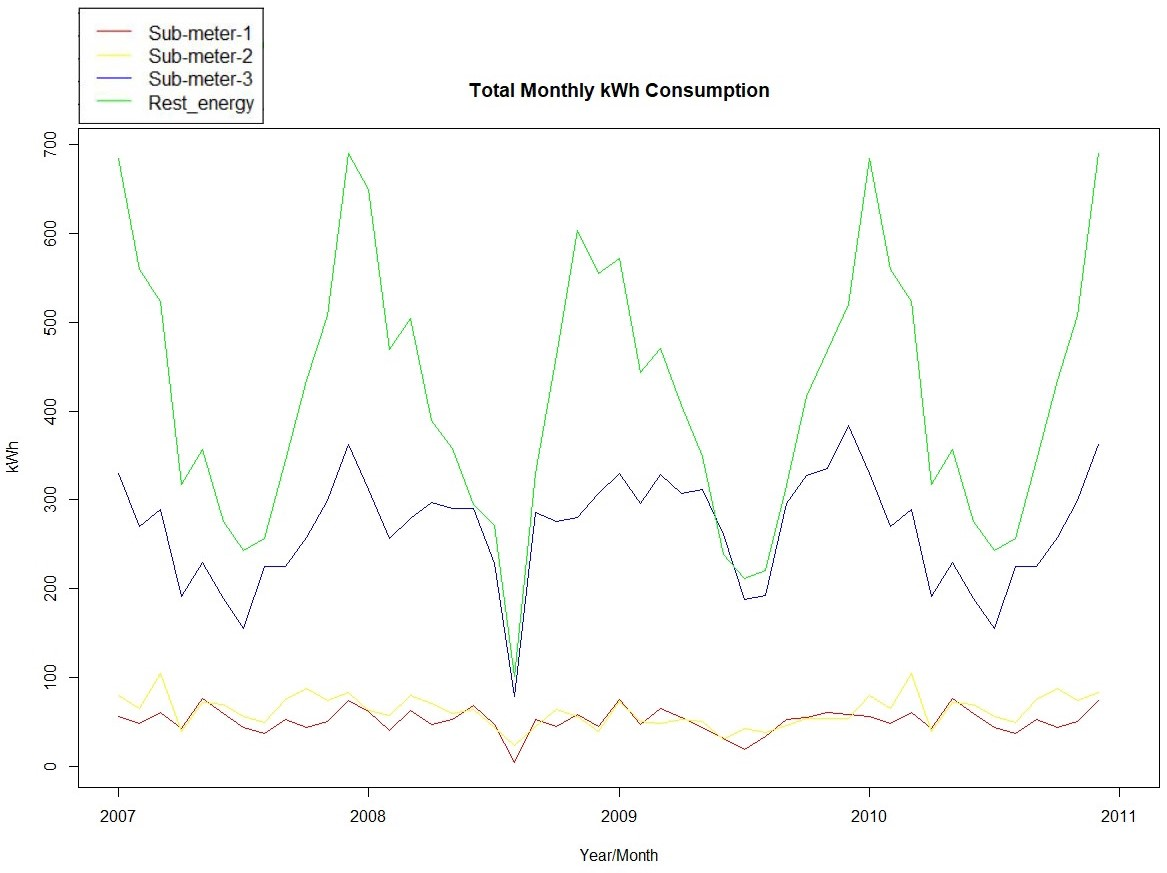 Sub-meter-1
Sub-meter-2
Sub-meter-3
Rest_energy
Total Monthly kWh Consumption
700
600
500
400
300
200
100
0
kWh
2007 2008 2009 2010 2011
Year/Month